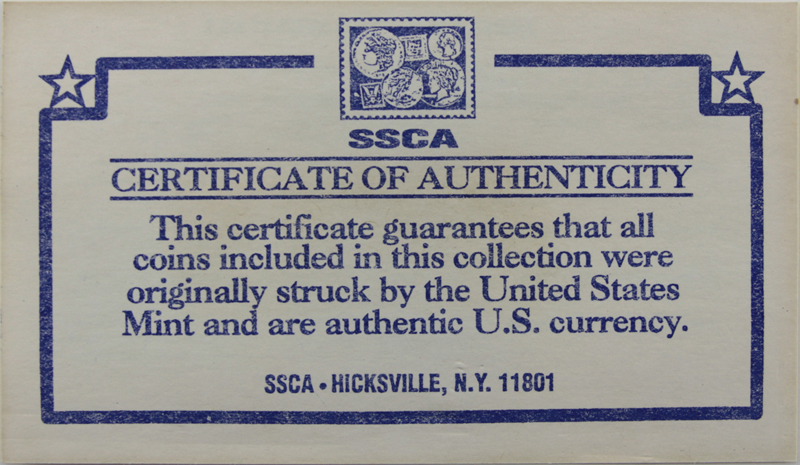 SSCA
CERTIFICATE OF AUTHENTICITY
This certificate guarantees that all
coins included in this collection were
originally struck by the United States
Mint and are authentic U.S. currency.
SSCA • HICKSVILLE, N.Y. 11801